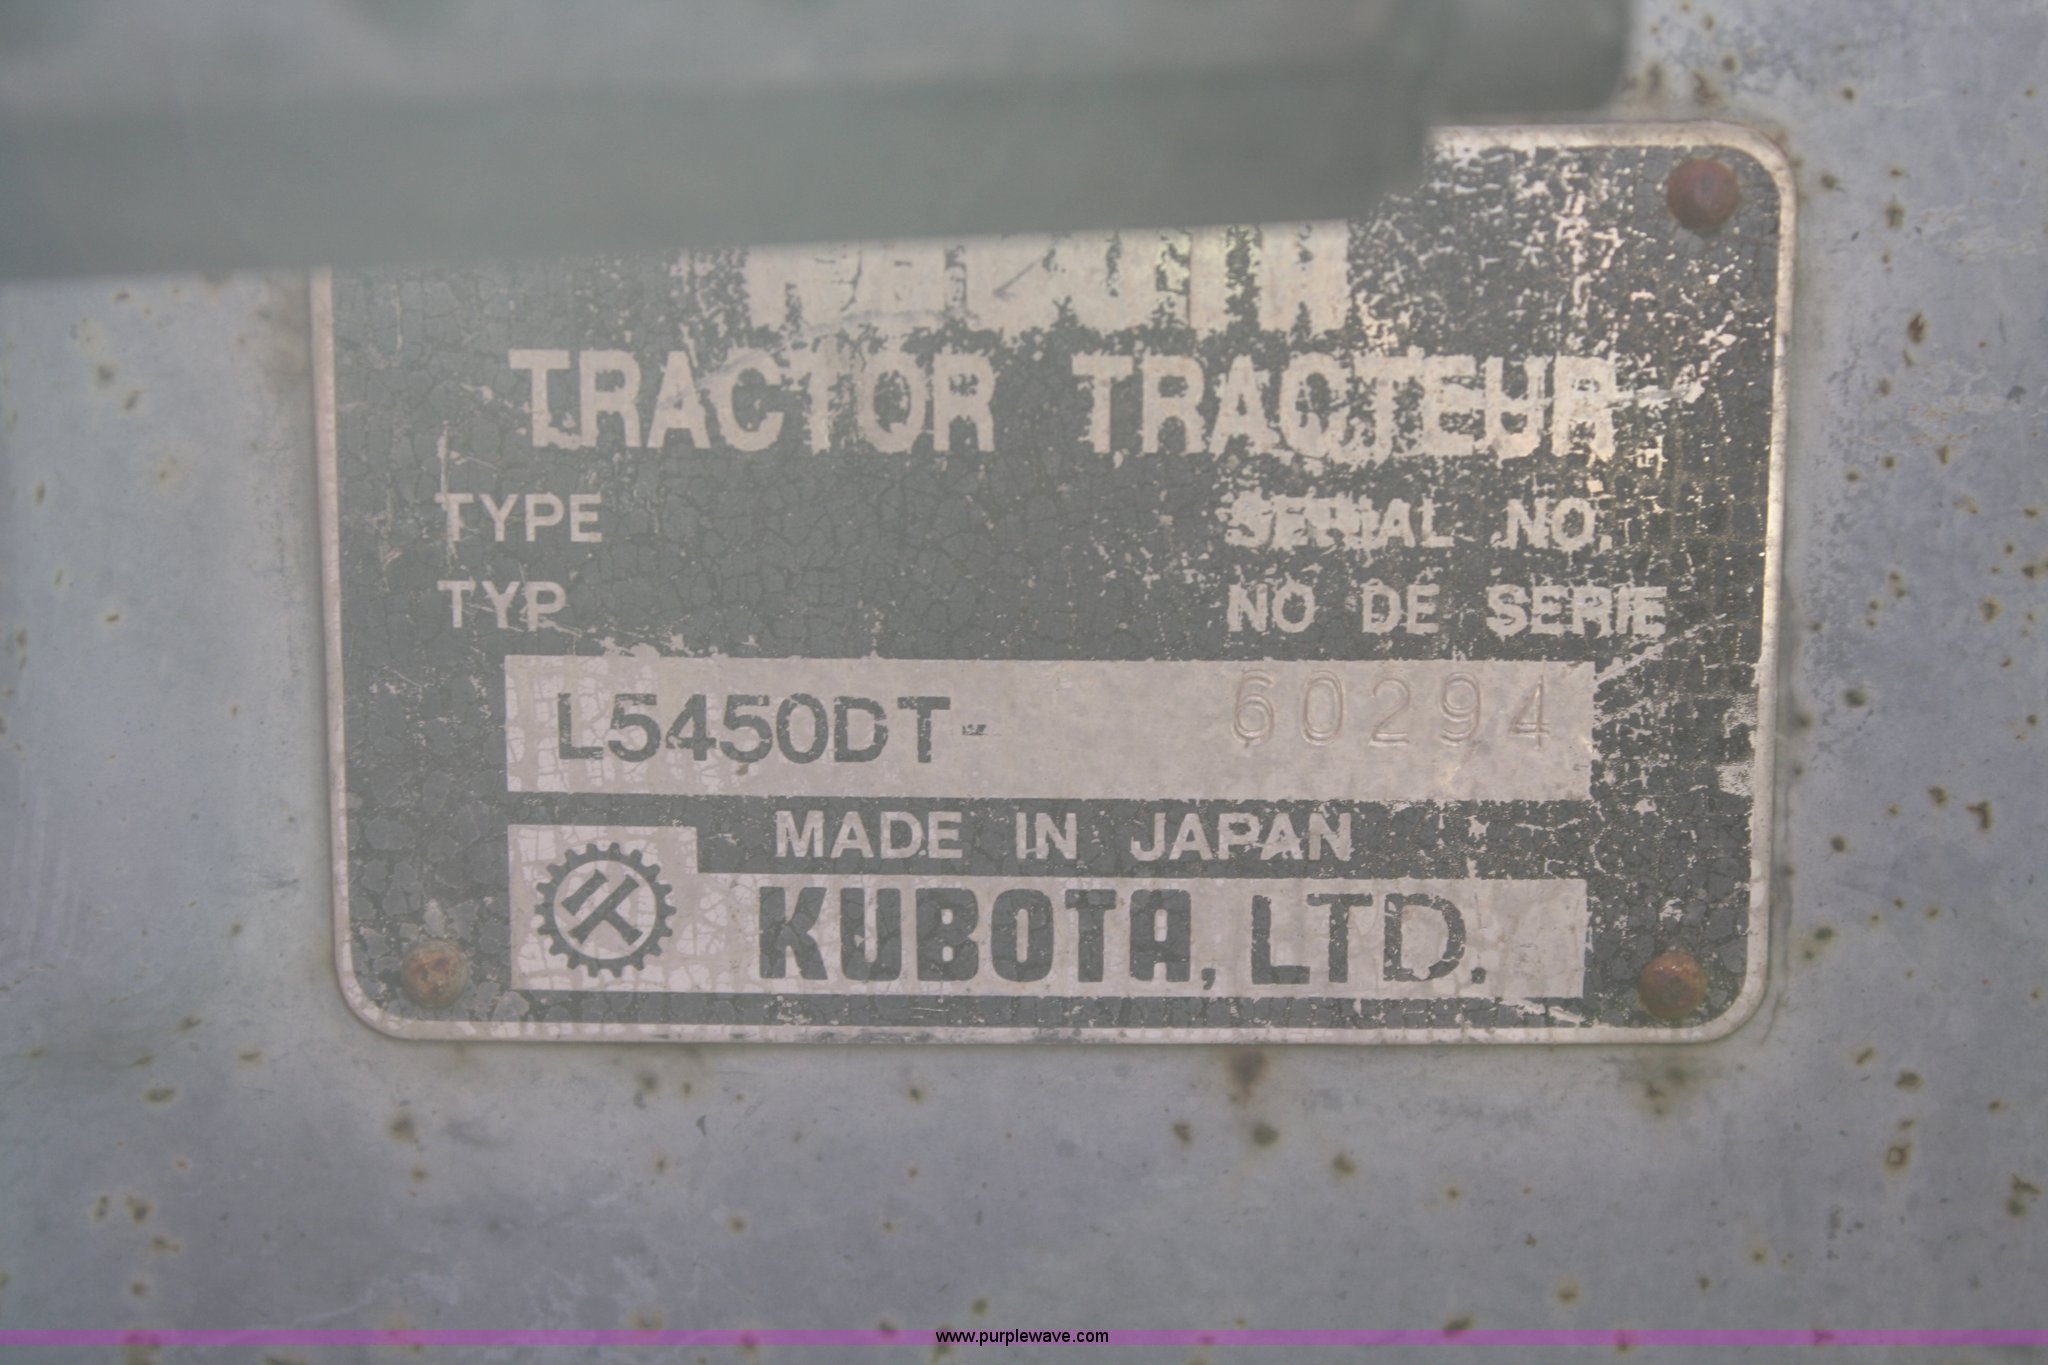 TRACTOR TRACTEUR
TYPE SERIAL NO.
TYP NO DE SERIE
L5450DT- 60294
MADE IN JAPAN
KUBOTA, LTD.
www.purplewave.com